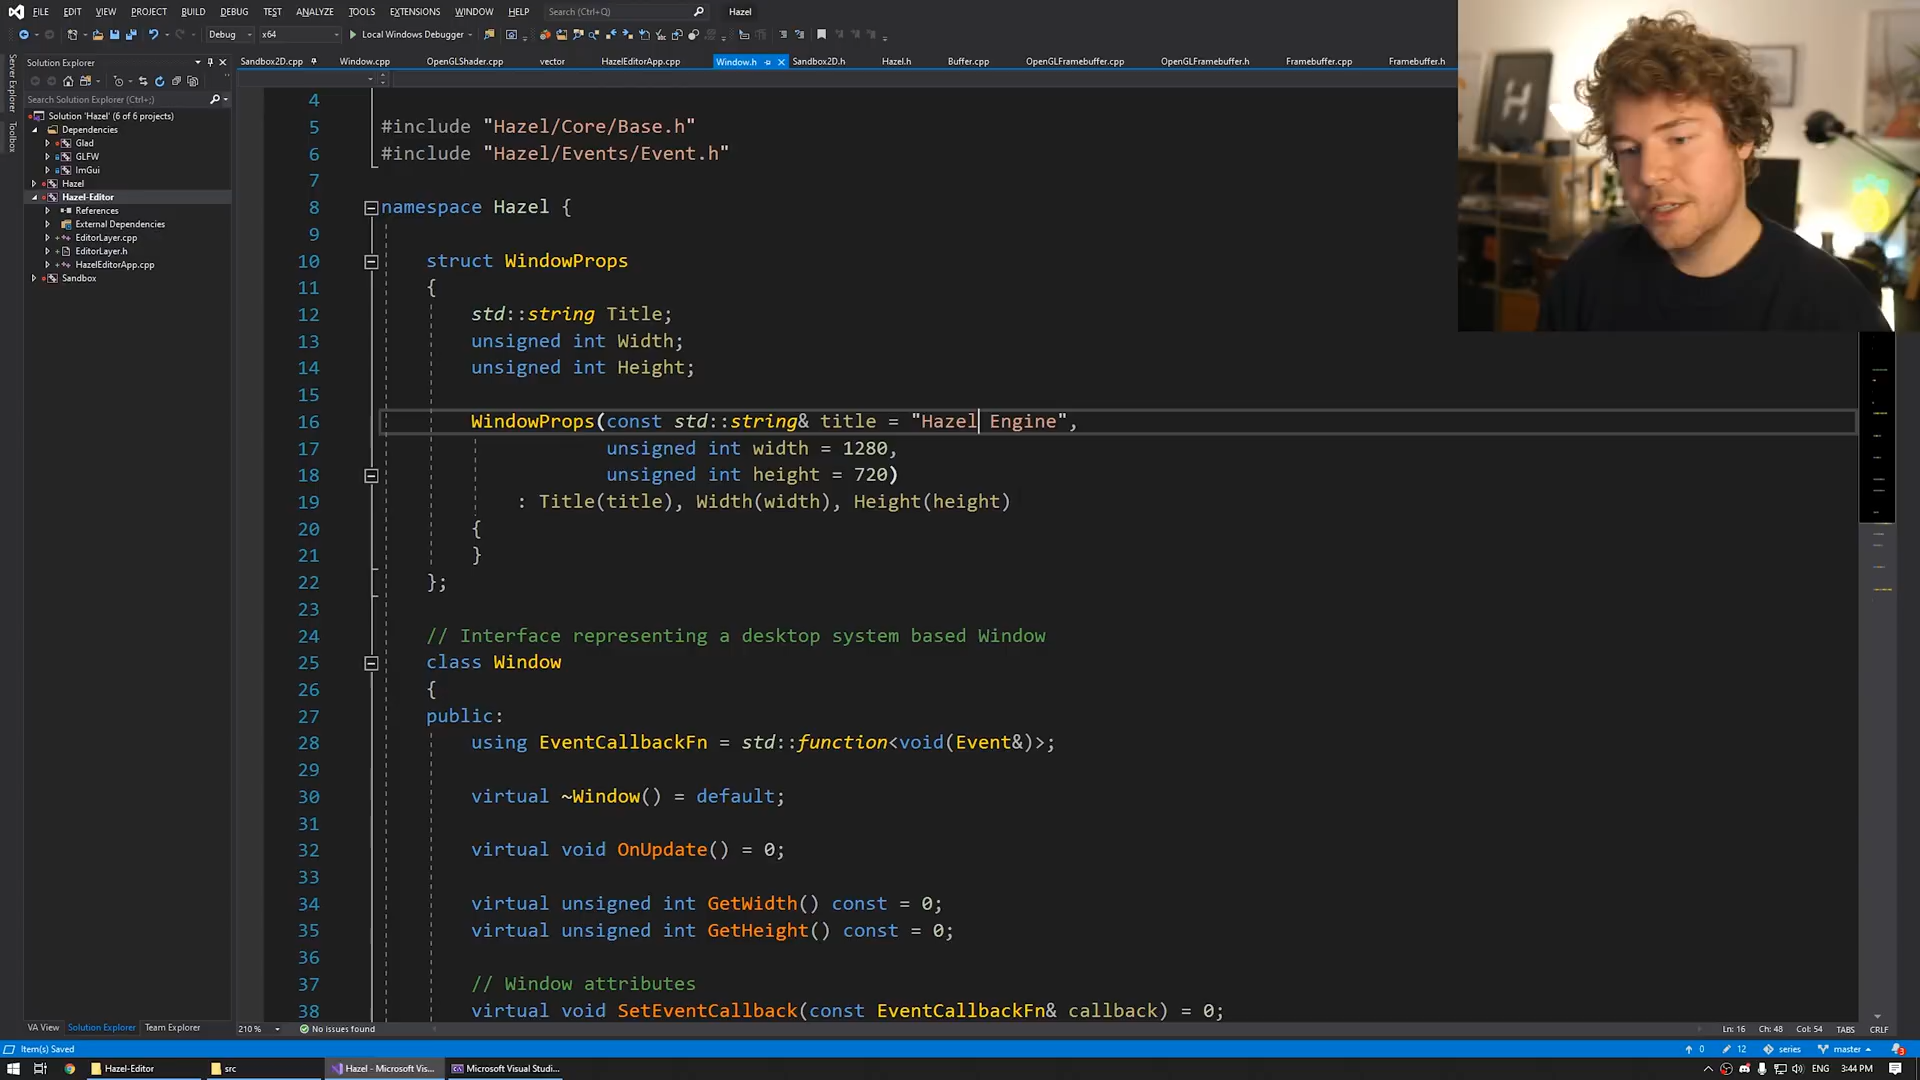 FILE EDIT VIEW PROJECT BUILD DEBUG TEST ANALYZE TOOLS EXTENSIONS WINDOW HELP Search (Ctrl+Q) Hazel
Debug x64 Local Windows Debugger
Server Explorer
Toolbox
Solution Explorer
Search Solution Explorer (Ctrl+;)
Solution 'Hazel' (6 of 6 projects)
Dependencies
Glad
GLFW
ImGui
Hazel
Hazel-Editor
References
External Dependencies
EditorLayer.cpp
EditorLayer.h
HazelEditorApp.cpp
Sandbox
VA View Solution Explorer Team Explorer
Sandbox2D.cpp Window.cpp OpenGLShader.cpp vector HazelEditorApp.cpp Window.h Sandbox2D.h Hazel.h Buffer.cpp OpenGLFramebuffer.cpp OpenGLFramebuffer.h Framebuffer.cpp Framebuffer.h
4
5 #include "Hazel/Core/Base.h"
6 #include "Hazel/Events/Event.h"
7
8 namespace Hazel {
9
10 struct WindowProps
11 {
12 std::string Title;
13 unsigned int Width;
14 unsigned int Height;
15
16 WindowProps(const std::string& title = "Hazel Engine",
17 unsigned int width = 1280,
18 unsigned int height = 720)
19 : Title(title), Width(width), Height(height)
20 {
21 }
22 };
23
24 // Interface representing a desktop system based Window
25 class Window
26 {
27 public:
28 using EventCallbackFn = std::function<void(Event&)>;
29
30 virtual ~Window() = default;
31
32 virtual void OnUpdate() = 0;
33
34 virtual unsigned int GetWidth() const = 0;
35 virtual unsigned int GetHeight() const = 0;
36
37 // Window attributes
38 virtual void SetEventCallback(const EventCallbackFn& callback) = 0;
210 % No issues found Ln: 16 Ch: 48 Col: 54 TABS CRLF
Item(s) Saved 0 12 series master 3
Hazel-Editor src Hazel - Microsoft Vis... Microsoft Visual Studi... ENG 3:44 PM